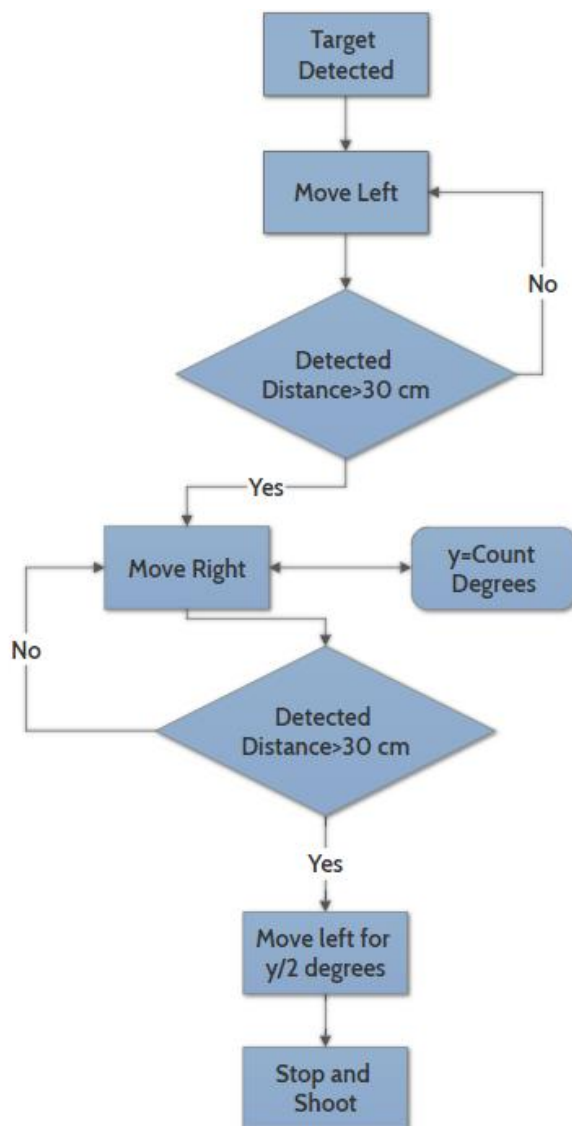 Target
Detected
Move Left
No
Detected
Distance>30 cm
Yes
Move Right
y=Count
Degrees
No
Detected
Distance>30 cm
Yes
Move left for
y/2 degrees
Stop and
Shoot